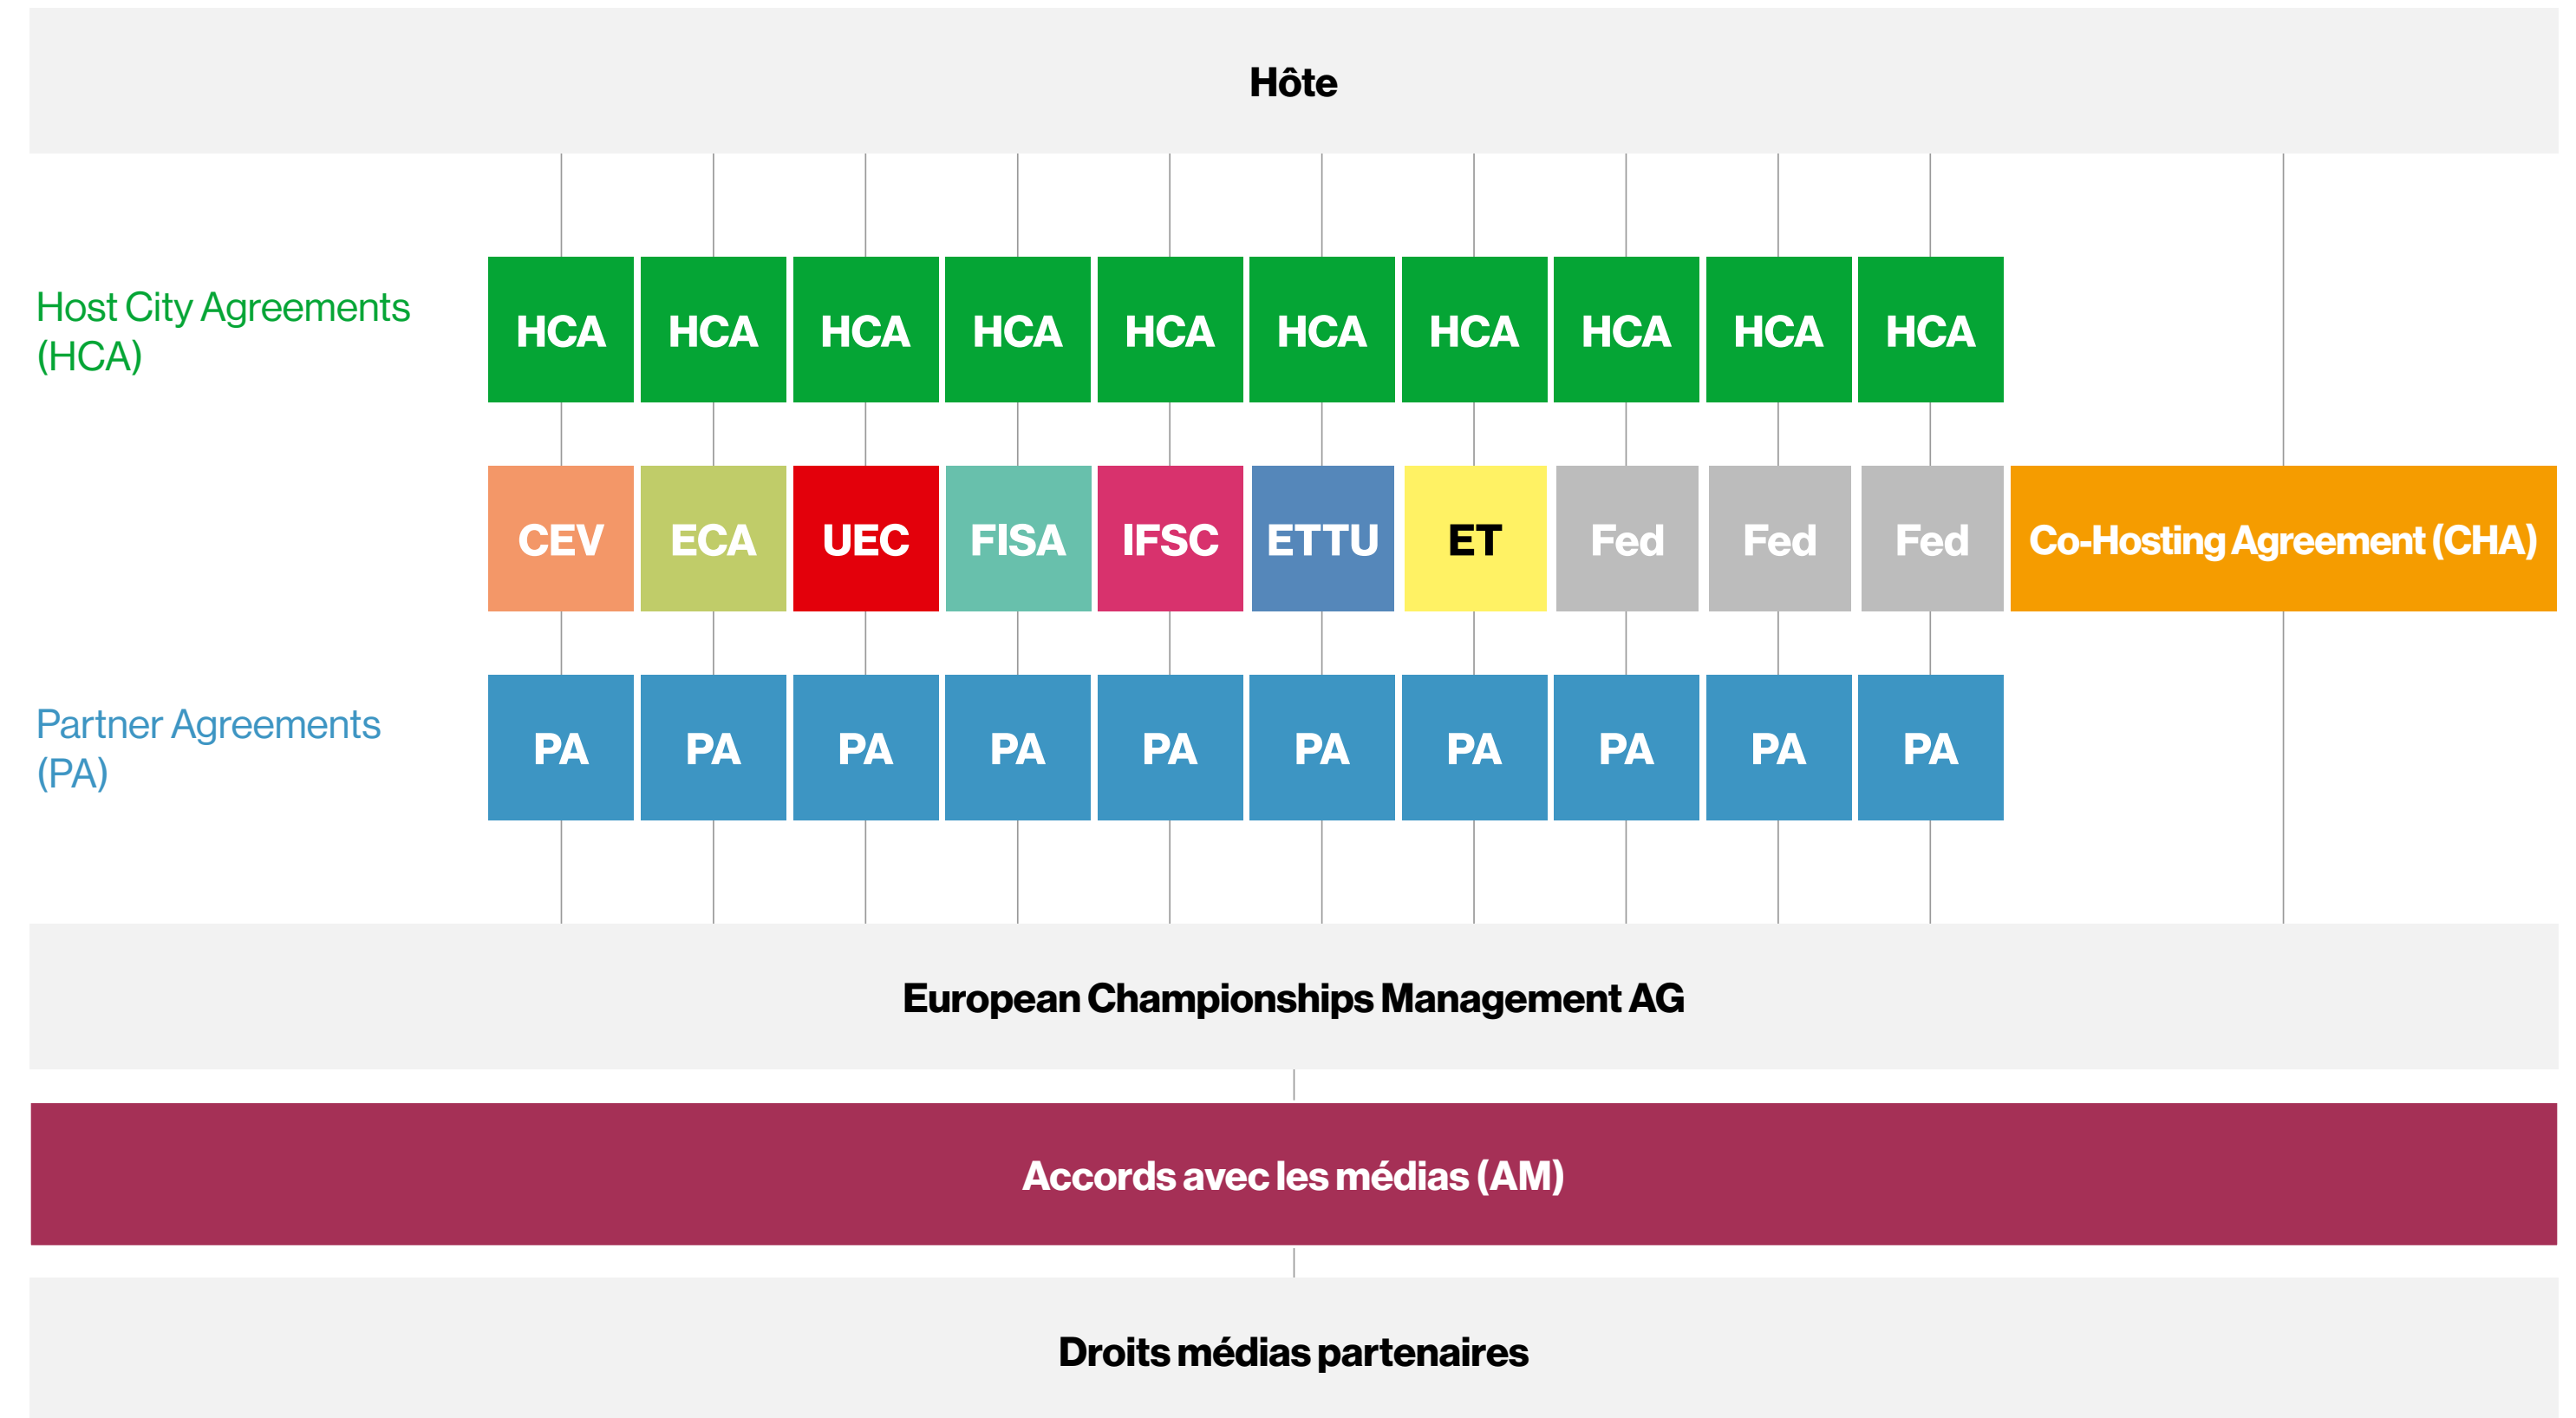 Hôte
Host City Agreements
(HCA)
HCA HCA HCA HCA HCA HCA HCA HCA HCA HCA
CEV ECA UEC FISA IFSC ETTU ET Fed Fed Fed Co-Hosting Agreement (CHA)
Partner Agreements
(PA)
PA PA PA PA PA PA PA PA PA PA
European Championships Management AG
Accords avec les médias (AM)
Droits médias partenaires